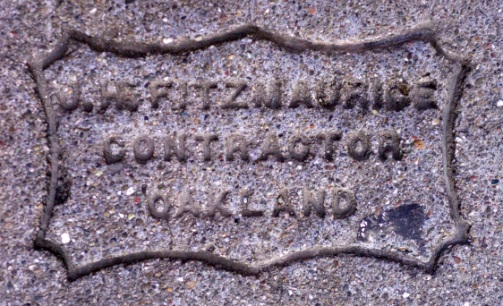 J.H. FITZMAURICE
CONTRACTOR
OAKLAND